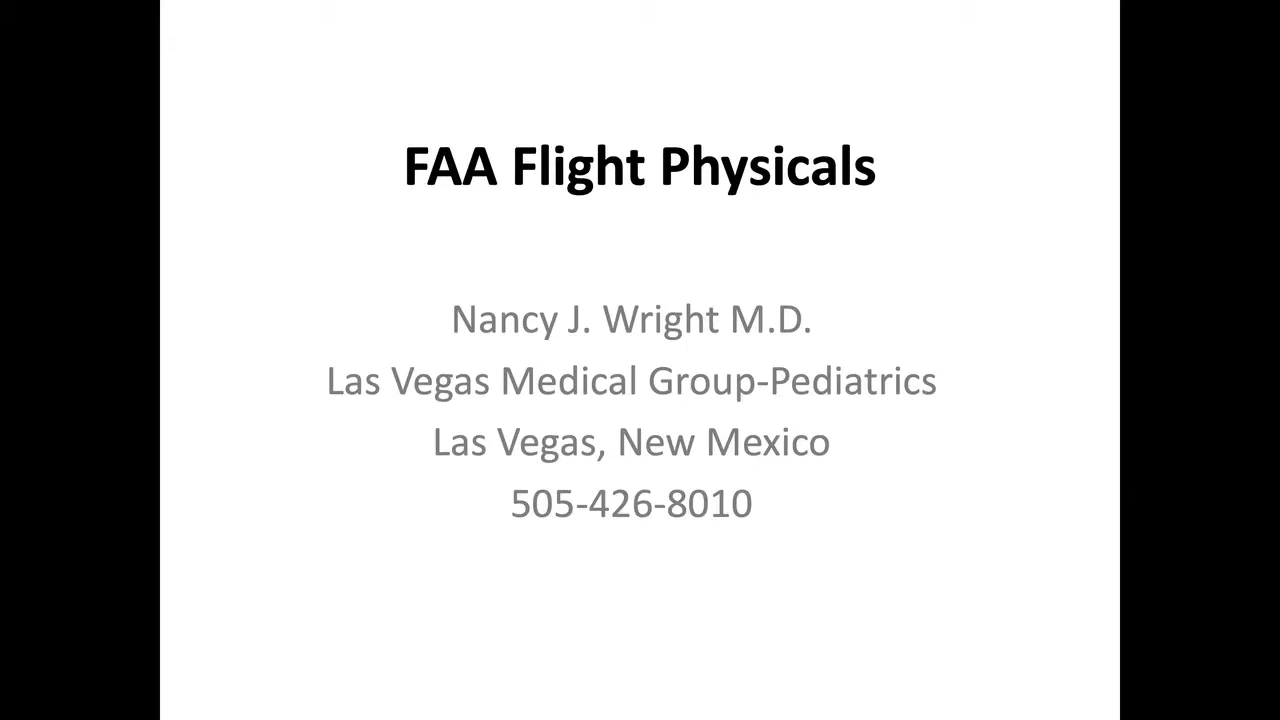 FAA Flight Physicals
Nancy J. Wright M.D.
Las Vegas Medical Group-Pediatrics
Las Vegas, New Mexico
505-426-8010